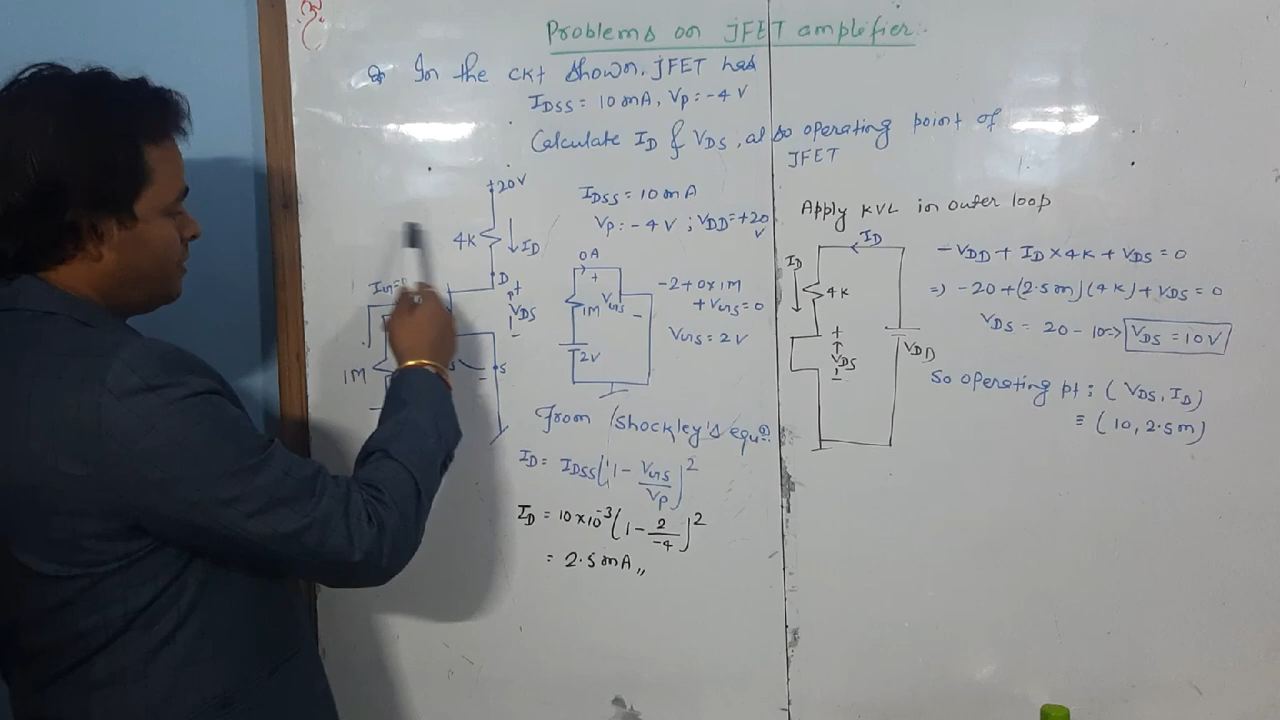 Problems on JFET amplifier.
Q In the ckt shown, JFET has
IDSS = 10 mA, Vp = -4 V
Calculate ID & VDS, also operating point of
JFET
+20V
4K
ID
D
+
VDS
-
1M
S
IDSS = 10 mA
Vp = -4 V ; VDD = +20
V
0A
+
1M VGS
-
2V
-2 + 0 x 1M
+ VGS = 0
VGS = 2V
From Shockley's equn
ID = IDSS(1 - VGS/Vp)²
ID = 10 x 10⁻³(1 - 2/-4)²
= 2.5 mA,,
Apply KVL in outer loop
ID
ID
4K
+
VDS
-
VDD
-VDD + ID x 4K + VDS = 0
=) -20 + (2.5m)(4K) + VDS = 0
VDS = 20 - 10 => VDS = 10V
So operating pt : (VDS, ID)
≡ (10, 2.5m)